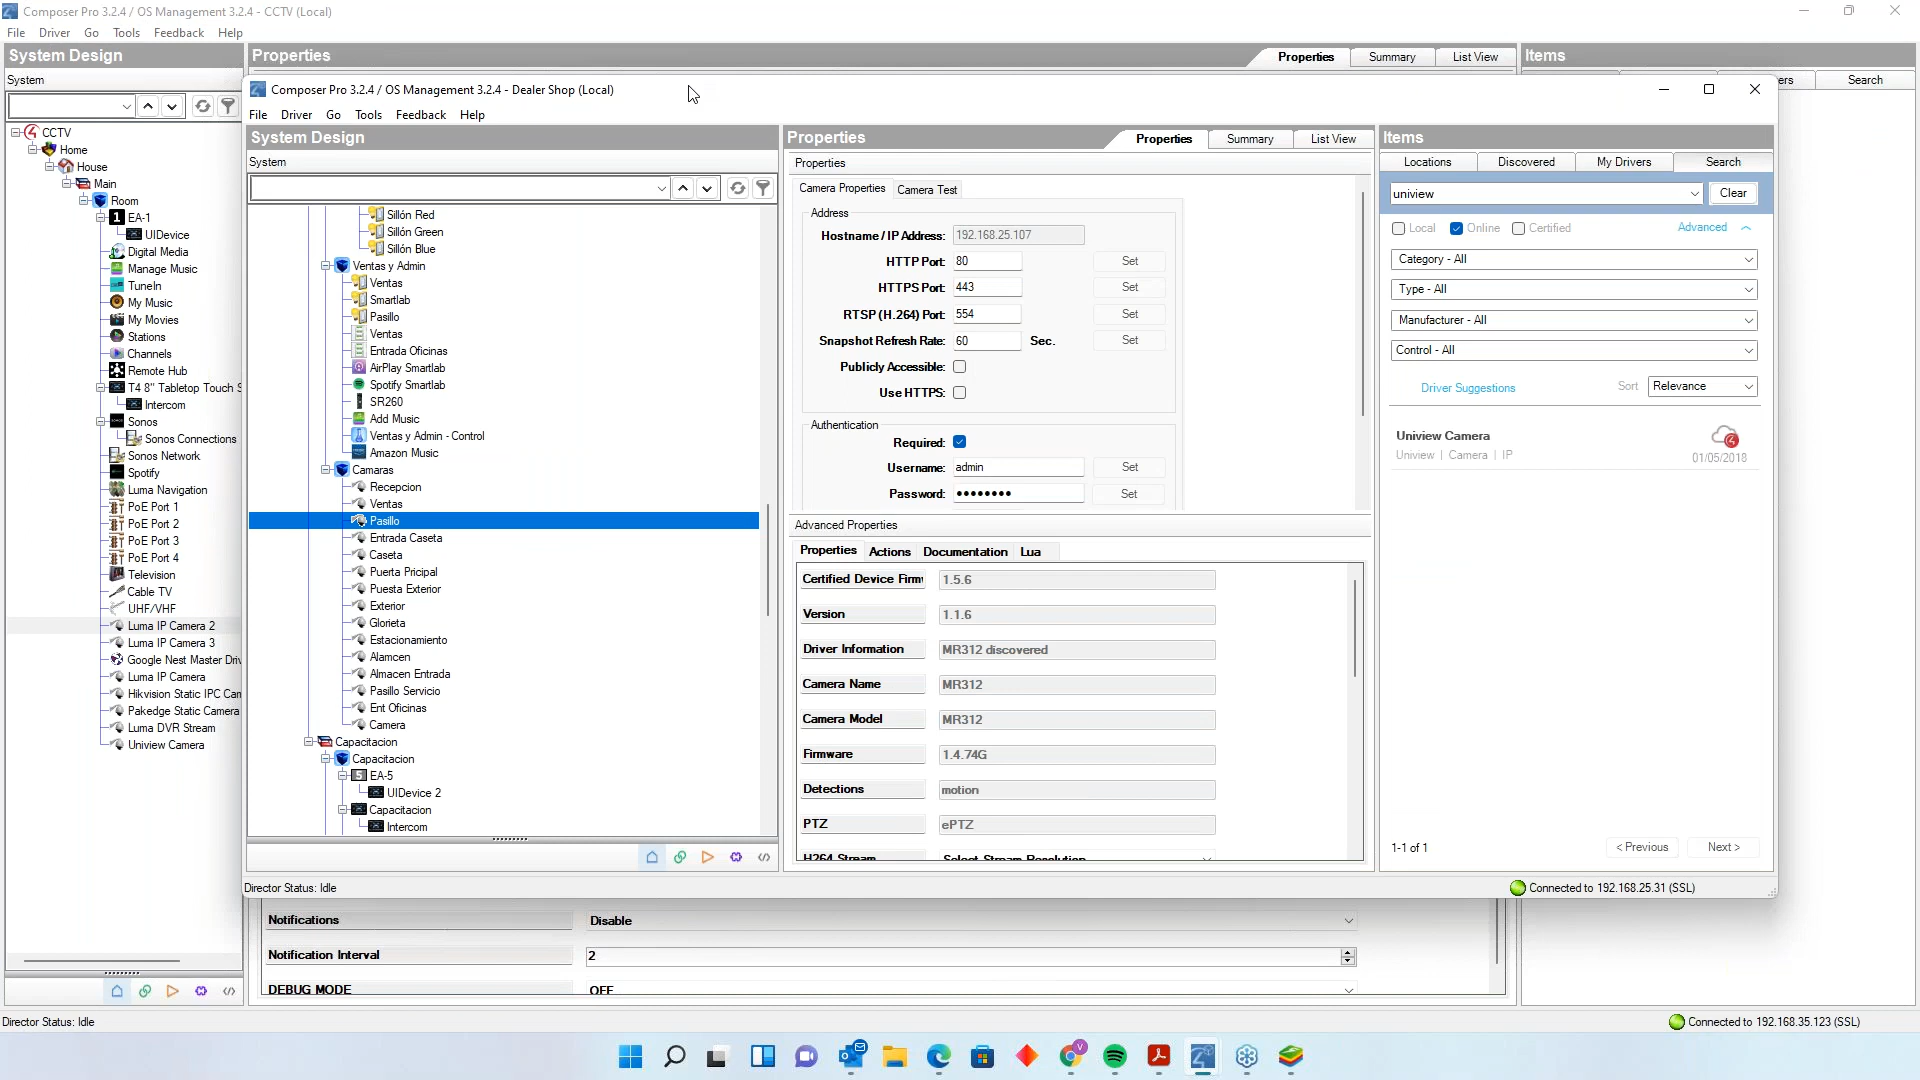 Composer Pro 3.2.4 / OS Management 3.2.4 - CCTV (Local)
File Driver Go Tools Feedback Help
System Design
System
CCTV
Home
House
Main
Room
EA-1
UIDevice
Digital Media
Manage Music
TuneIn
My Music
My Movies
Stations
Channels
Remote Hub
T4 8" Tabletop Touch S
Intercom
Sonos
Sonos Connections
Sonos Network
Spotify
Luma Navigation
PoE Port 1
PoE Port 2
PoE Port 3
PoE Port 4
Television
Cable TV
UHF/VHF
Luma IP Camera 2
Luma IP Camera 3
Google Nest Master Driv
Luma IP Camera
Hikvision Static IPC Cam
Pakedge Static Camera
Luma DVR Stream
Uniview Camera
Director Status: Idle
Properties
Properties Summary List View
Items
ers Search
Composer Pro 3.2.4 / OS Management 3.2.4 - Dealer Shop (Local)
File Driver Go Tools Feedback Help
System Design
System
Sillón Red
Sillón Green
Sillón Blue
Ventas y Admin
Ventas
Smartlab
Pasillo
Ventas
Entrada Oficinas
AirPlay Smartlab
Spotify Smartlab
SR260
Add Music
Ventas y Admin - Control
Amazon Music
Camaras
Recepcion
Ventas
Pasillo
Entrada Caseta
Caseta
Puerta Pricipal
Puesta Exterior
Exterior
Glorieta
Estacionamiento
Alamcen
Almacen Entrada
Pasillo Servicio
Ent Oficinas
Camera
Capacitacion
Capacitacion
5 EA-5
UIDevice 2
Capacitacion
Intercom
Director Status: Idle
Properties
Properties Summary List View
Properties
Camera Properties Camera Test
Address
Hostname / IP Address: 192.168.25.107
HTTP Port: 80 Set
HTTPS Port: 443 Set
RTSP (H.264) Port: 554 Set
Snapshot Refresh Rate: 60 Sec. Set
Publicly Accessible:
Use HTTPS:
Authentication
Required:
Username: admin Set
Password: •••••••• Set
Advanced Properties
Properties Actions Documentation Lua
Certified Device Firmw 1.5.6
Version 1.1.6
Driver Information MR312 discovered
Camera Name MR312
Camera Model MR312
Firmware 1.4.74G
Detections motion
PTZ ePTZ
H264 Stream Select Stream Resolution
Items
Locations Discovered My Drivers Search
uniview Clear
Local Online Certified Advanced
Category - All
Type - All
Manufacturer - All
Control - All
Driver Suggestions Sort Relevance
Uniview Camera
Uniview | Camera | IP 01/05/2018
1-1 of 1 < Previous Next >
Connected to 192.168.25.31 (SSL)
Notifications Disable
Notification Interval 2
DEBUG MODE OFF
Connected to 192.168.35.123 (SSL)